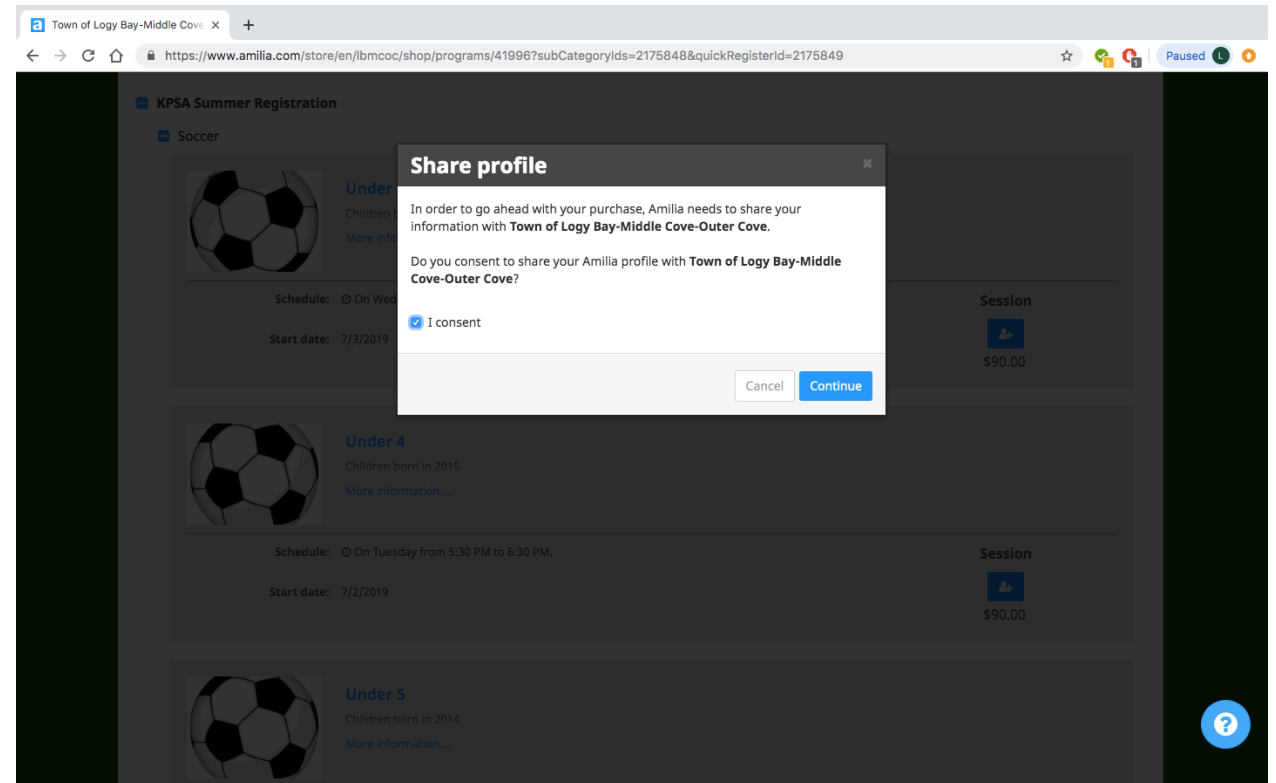 Town of Logy Bay-Middle Cove
https://www.amilia.com/store/en/lbmcoc/shop/programs/41996?subCategoryIds=2175848&quickRegisterId=2175849
Paused L
KPSA Summer Registration
Soccer
Share profile
In order to go ahead with your purchase, Amilia needs to share your
information with Town of Logy Bay-Middle Cove-Outer Cove.
Do you consent to share your Amilia profile with Town of Logy Bay-Middle
Cove-Outer Cove?
I consent
Cancel Continue
Under
Children
More info
Schedule: On Wed
Session
Start date: 7/3/2019
$90.00
Under 4
Children born in 2015
More information ...
Schedule: On Tuesday from 5:30 PM to 6:30 PM.
Session
Start date: 7/2/2019
$90.00
Under 5
Children born in 2014
More information ...